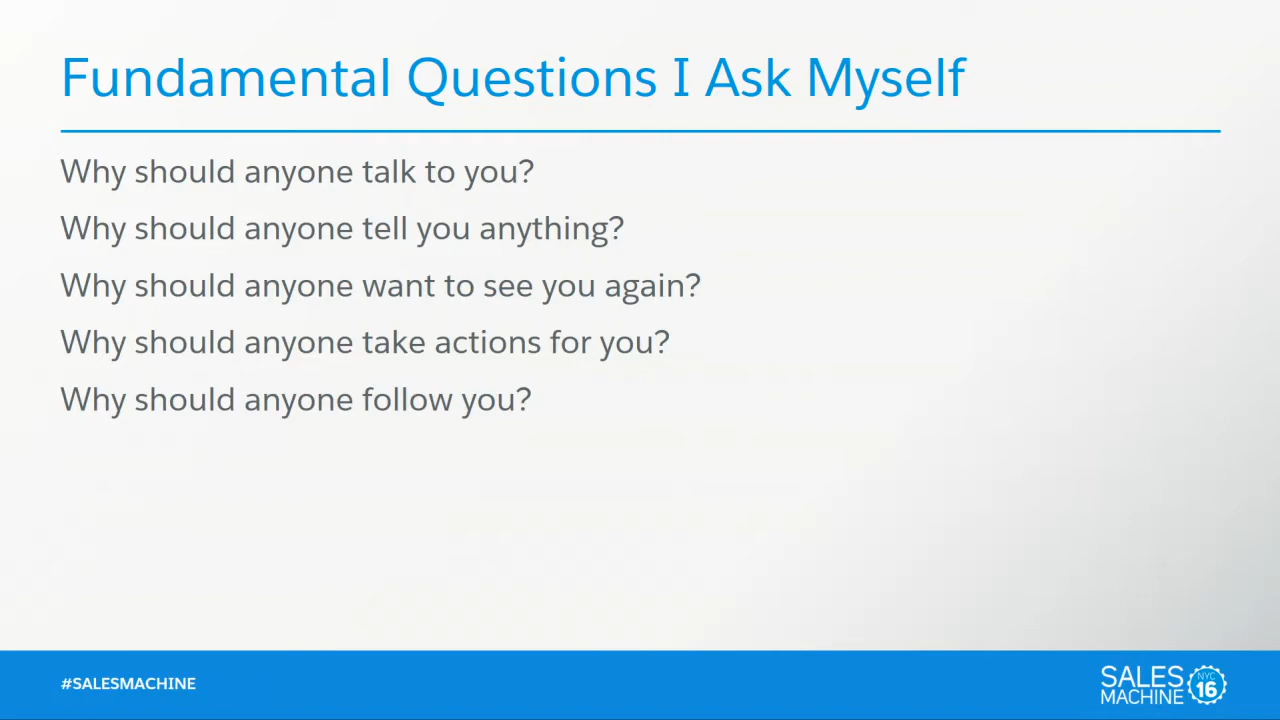 Fundamental Questions I Ask Myself
Why should anyone talk to you?
Why should anyone tell you anything?
Why should anyone want to see you again?
Why should anyone take actions for you?
Why should anyone follow you?
#SALESMACHINE
SALES
MACHINE
NYC
16